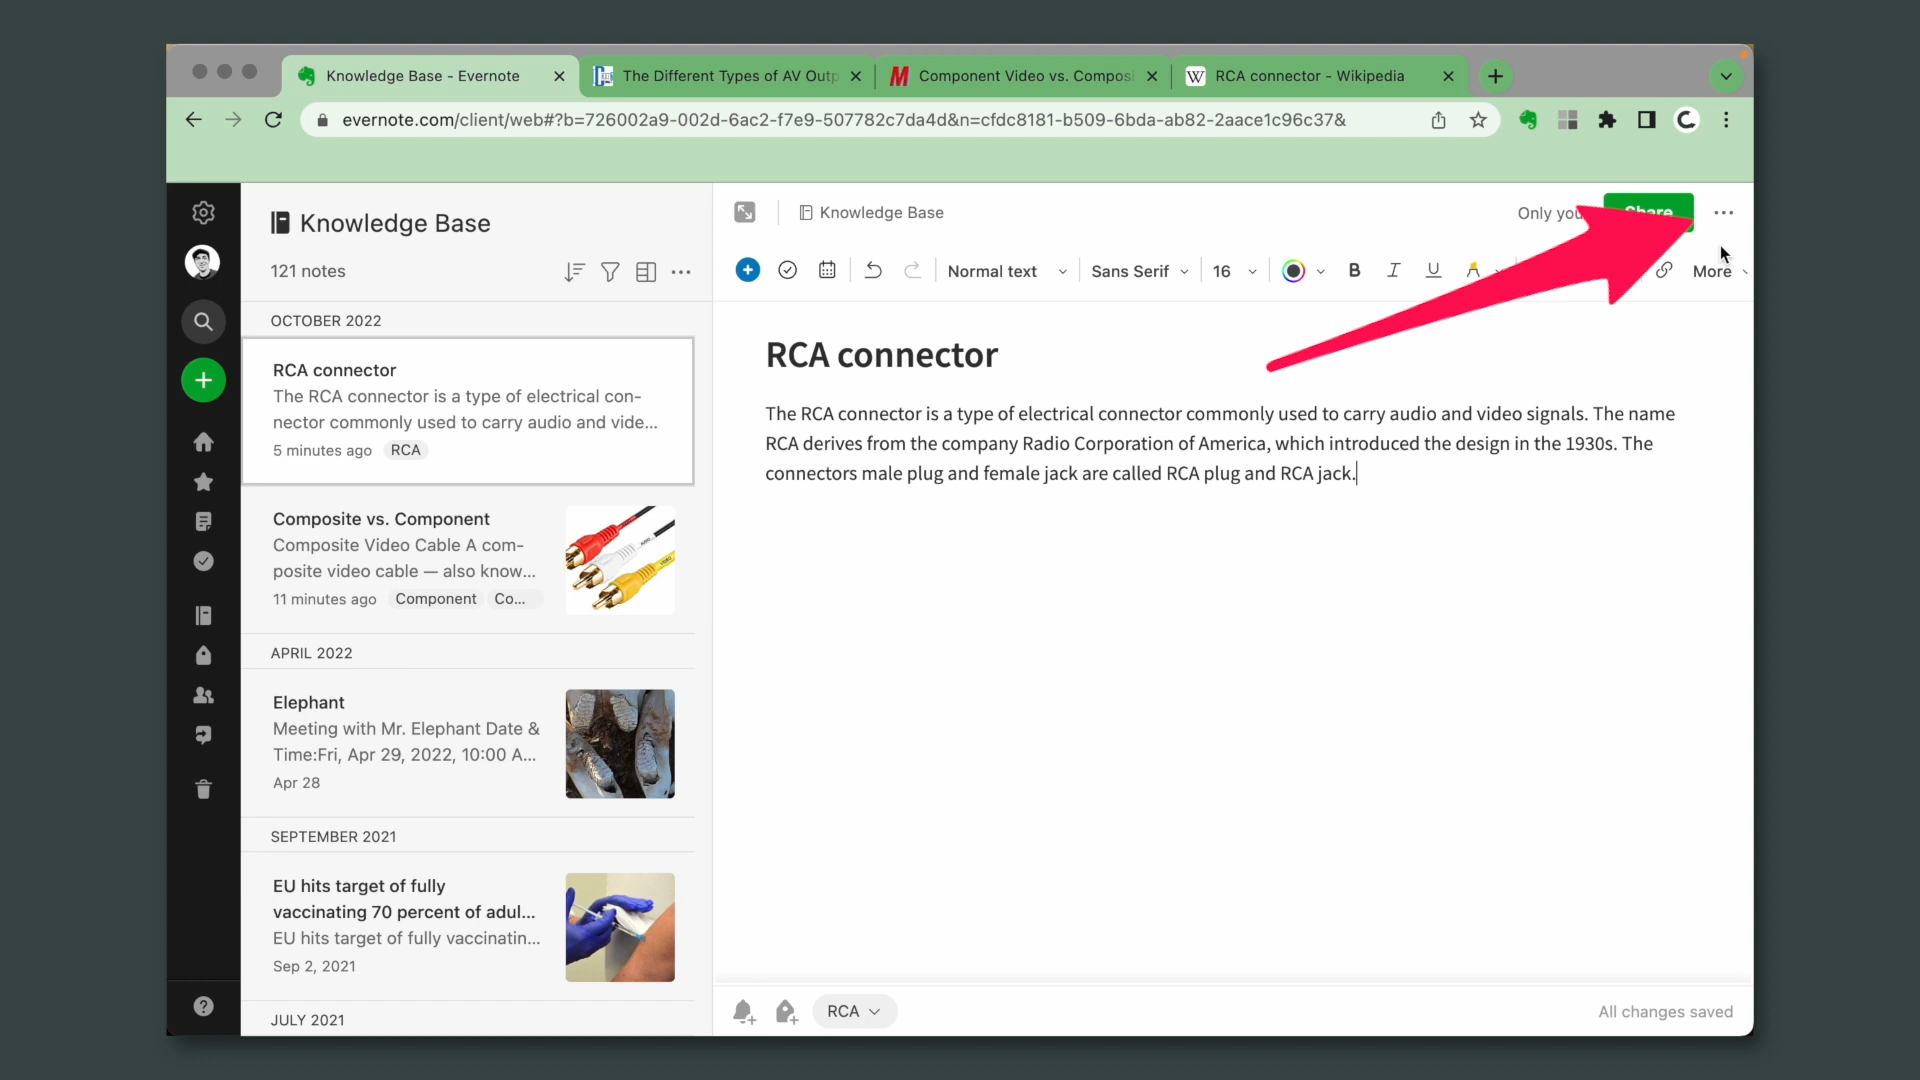 Knowledge Base - Evernote
The Different Types of AV Outp
Component Video vs. Composi
RCA connector - Wikipedia
evernote.com/client/web#?b=726002a9-002d-6ac2-f7e9-507782c7da4d&n=cfdc8181-b509-6bda-ab82-2aace1c96c37&
Knowledge Base
121 notes
OCTOBER 2022
RCA connector
The RCA connector is a type of electrical con-
nector commonly used to carry audio and vide...
5 minutes ago RCA
Composite vs. Component
Composite Video Cable A com-
posite video cable — also know...
11 minutes ago Component Co...
APRIL 2022
Elephant
Meeting with Mr. Elephant Date &
Time:Fri, Apr 29, 2022, 10:00 A...
Apr 28
SEPTEMBER 2021
EU hits target of fully
vaccinating 70 percent of adul...
EU hits target of fully vaccinatin...
Sep 2, 2021
JULY 2021
Knowledge Base
Only you
Share
Normal text Sans Serif 16 B I U More
RCA connector
The RCA connector is a type of electrical connector commonly used to carry audio and video signals. The name
RCA derives from the company Radio Corporation of America, which introduced the design in the 1930s. The
connectors male plug and female jack are called RCA plug and RCA jack.
RCA
All changes saved